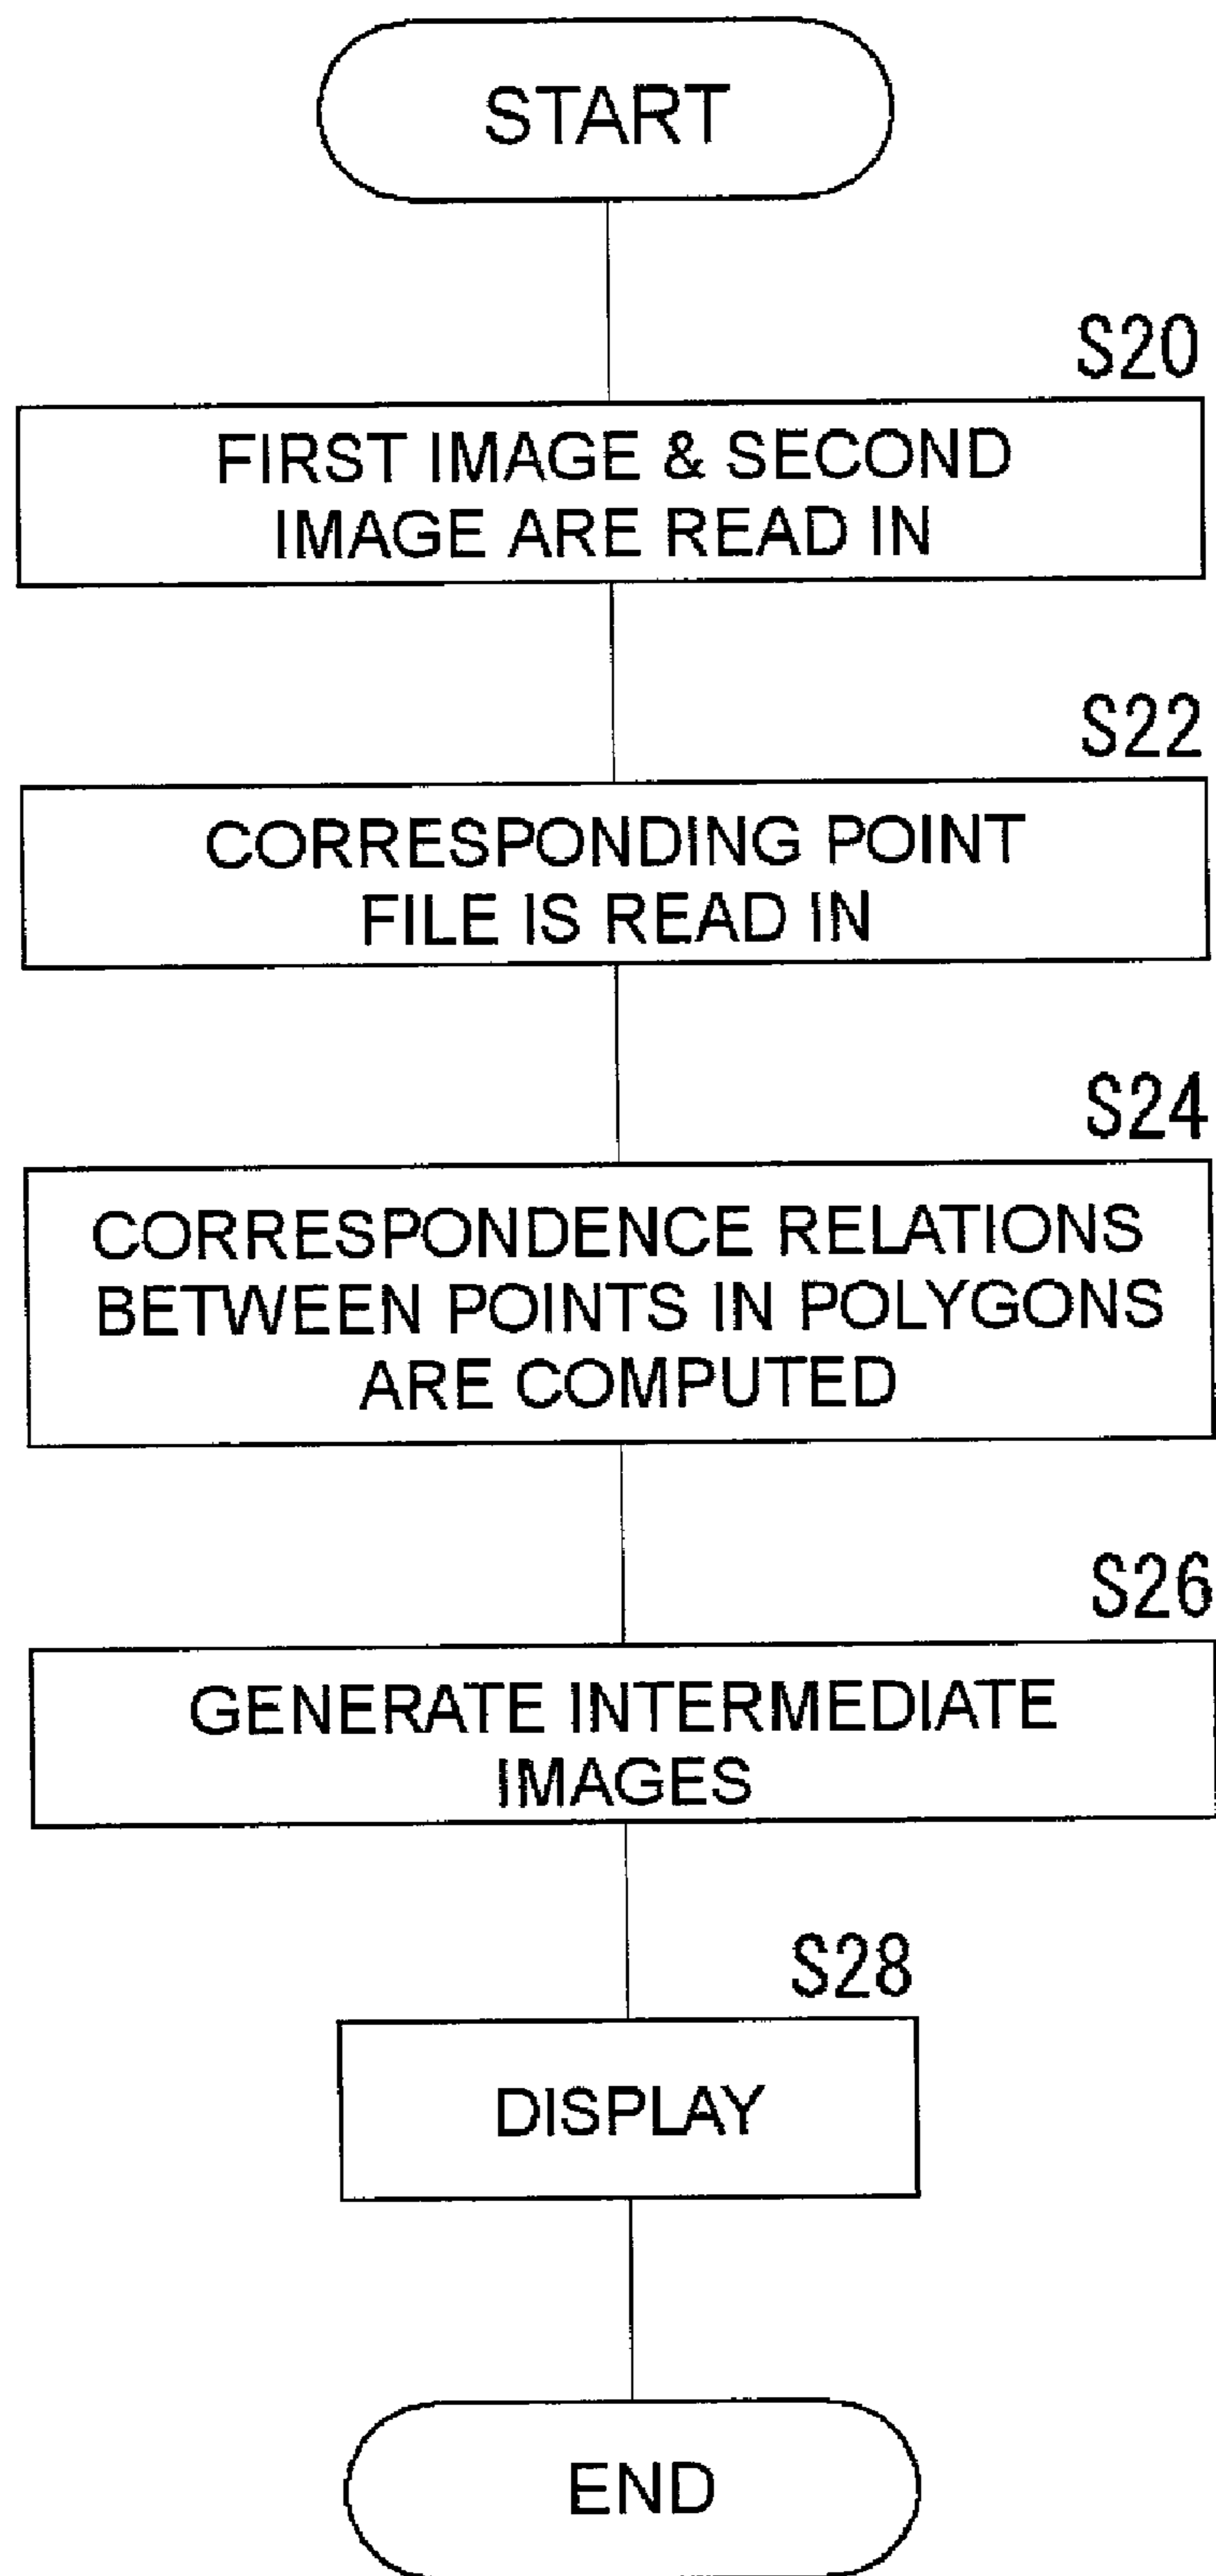 START
S20
FIRST IMAGE & SECOND
IMAGE ARE READ IN
S22
CORRESPONDING POINT
FILE IS READ IN
S24
CORRESPONDENCE RELATIONS
BETWEEN POINTS IN POLYGONS
ARE COMPUTED
S26
GENERATE INTERMEDIATE
IMAGES
S28
DISPLAY
END